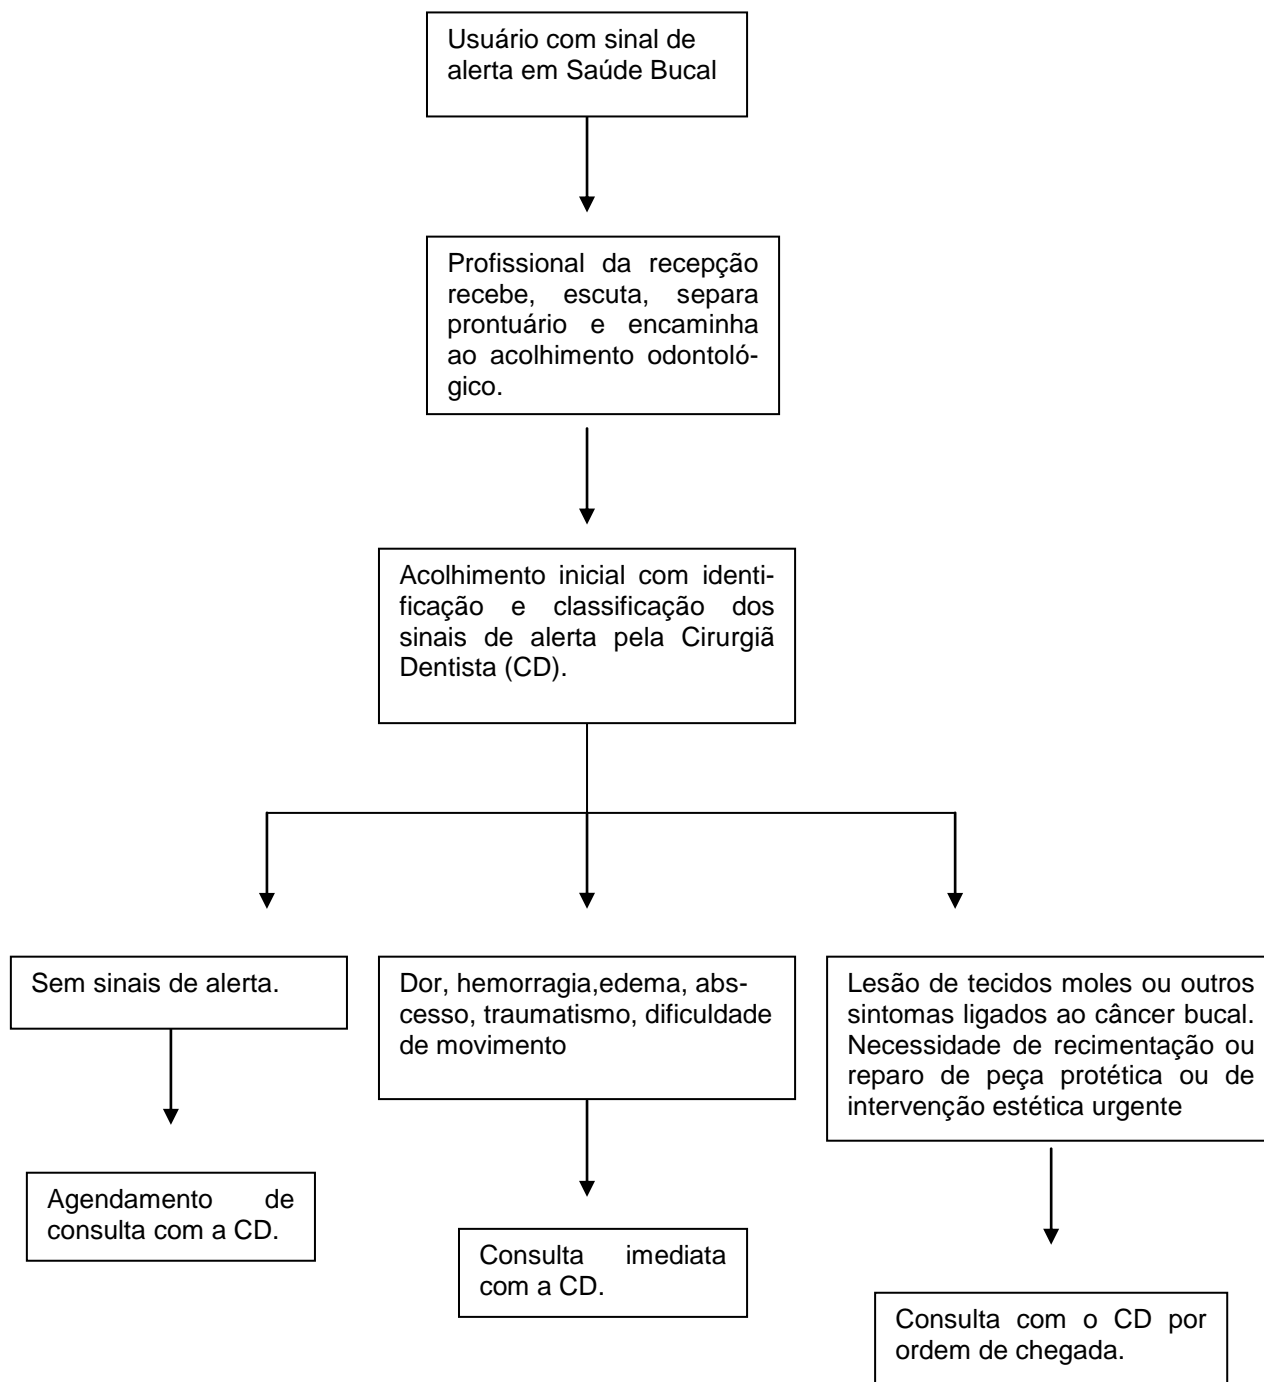 Usuário com sinal de
alerta em Saúde Bucal
Profissional da recepção
recebe, escuta, separa
prontuário e encaminha
ao acolhimento odontoló-
gico.
Acolhimento inicial com identi-
ficação e classificação dos
sinais de alerta pela Cirurgiã
Dentista (CD).
Sem sinais de alerta.
Dor, hemorragia,edema, abs-
cesso, traumatismo, dificuldade
de movimento
Lesão de tecidos moles ou outros
sintomas ligados ao câncer bucal.
Necessidade de recimentação ou
reparo de peça protética ou de
intervenção estética urgente
Agendamento de
consulta com a CD.
Consulta imediata
com a CD.
Consulta com o CD por
ordem de chegada.